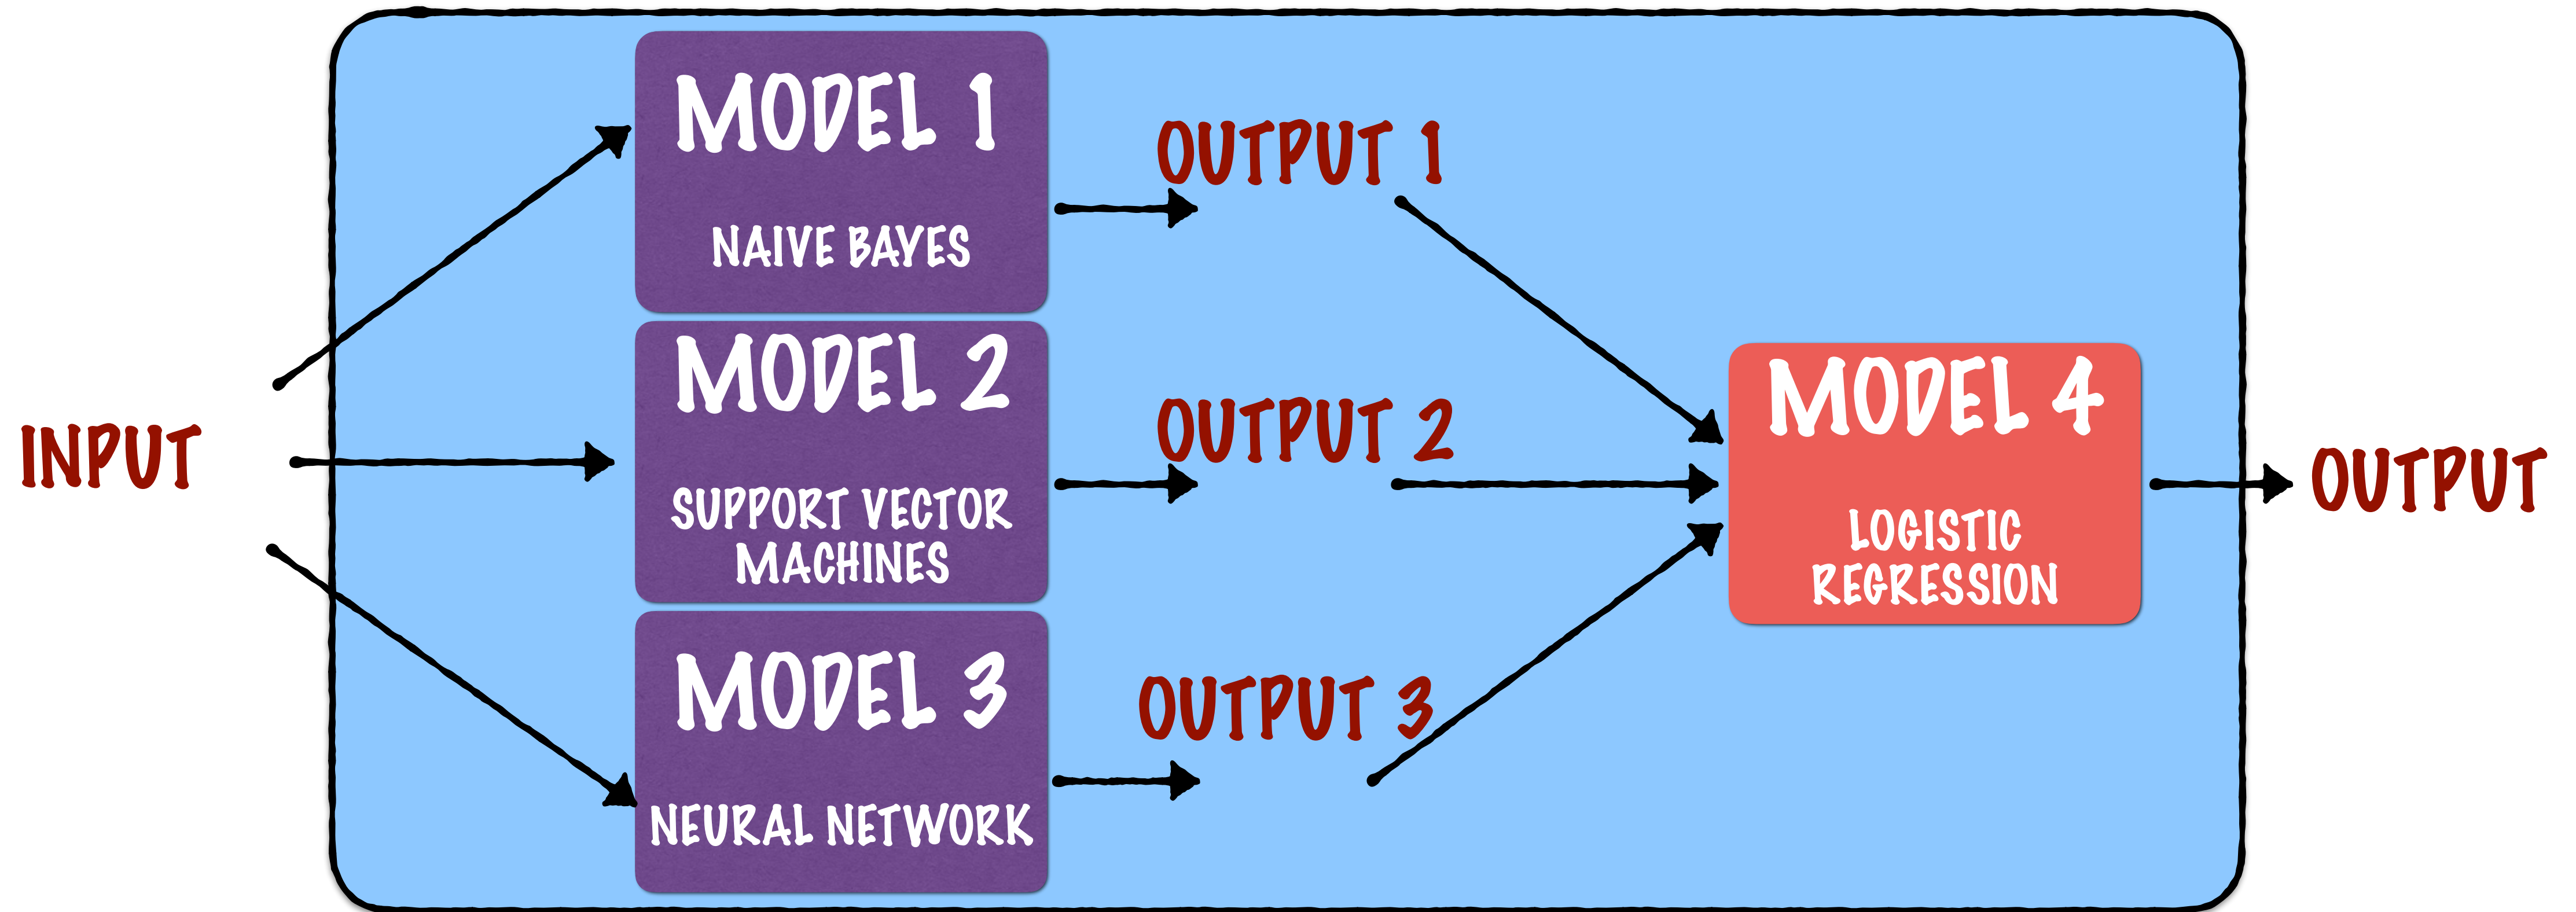 INPUT
MODEL 1
NAIVE BAYES
MODEL 2
SUPPORT VECTOR
MACHINES
MODEL 3
NEURAL NETWORK
OUTPUT 1
OUTPUT 2
OUTPUT 3
MODEL 4
LOGISTIC
REGRESSION
OUTPUT